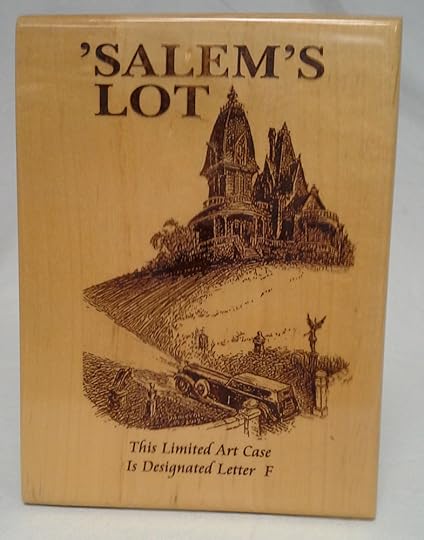 ’SALEM’S
LOT
This Limited Art Case
Is Designated Letter F